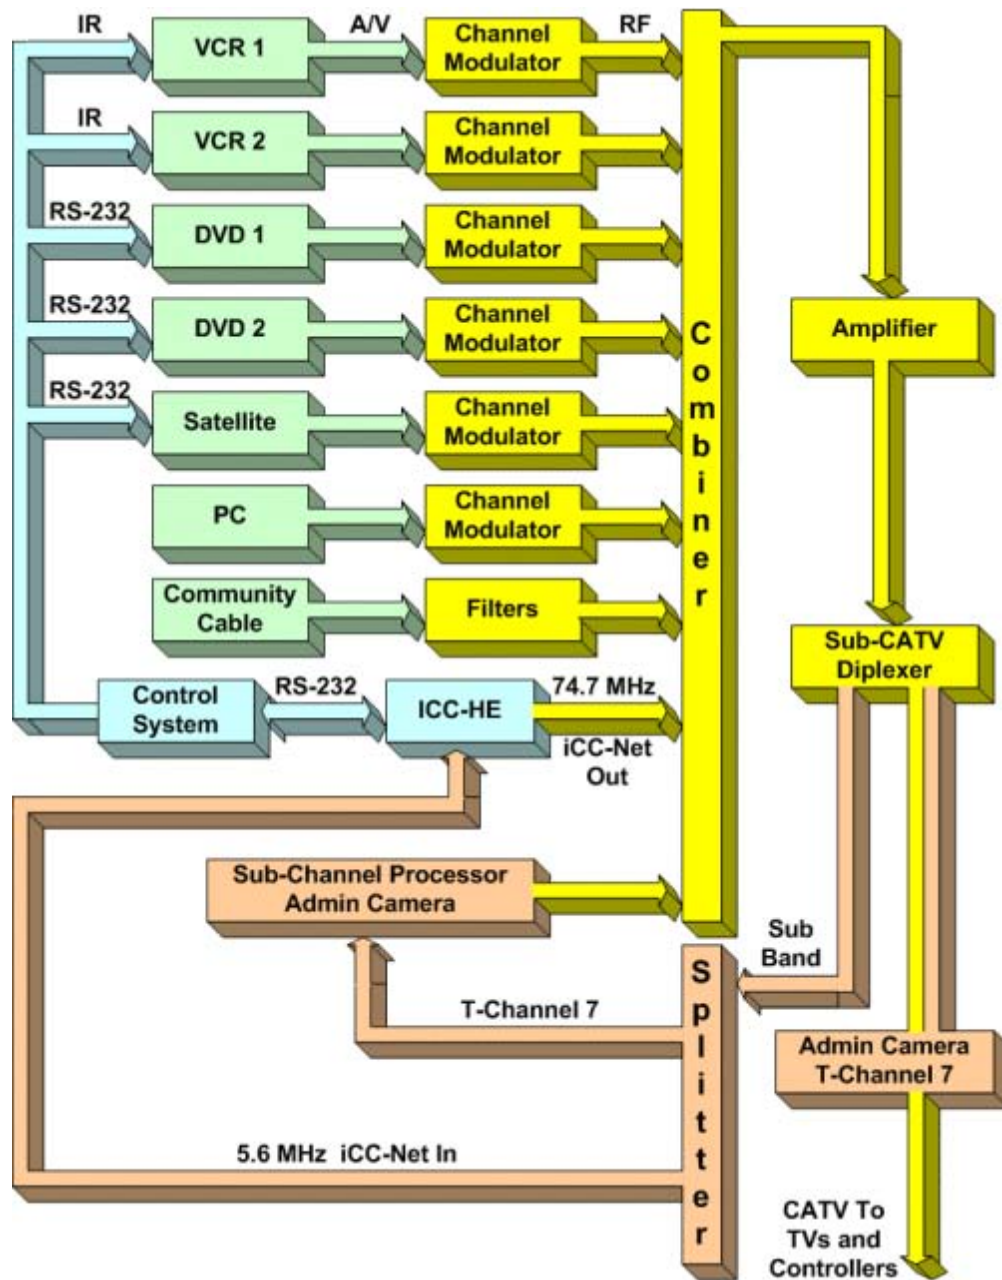 IR
A/V
RF
VCR 1
Channel
Modulator
IR
VCR 2
Channel
Modulator
RS-232
DVD 1
Channel
Modulator
RS-232
DVD 2
Channel
Modulator
RS-232
Satellite
Channel
Modulator
PC
Channel
Modulator
Community
Cable
Filters
Combiner
Amplifier
Sub-CATV
Diplexer
Control
System
RS-232
ICC-HE
74.7 MHz
iCC-Net
Out
Sub-Channel Processor
Admin Camera
Sub
Band
Splitter
T-Channel 7
Admin Camera
T-Channel 7
5.6 MHz iCC-Net In
CATV To
TVs and
Controllers